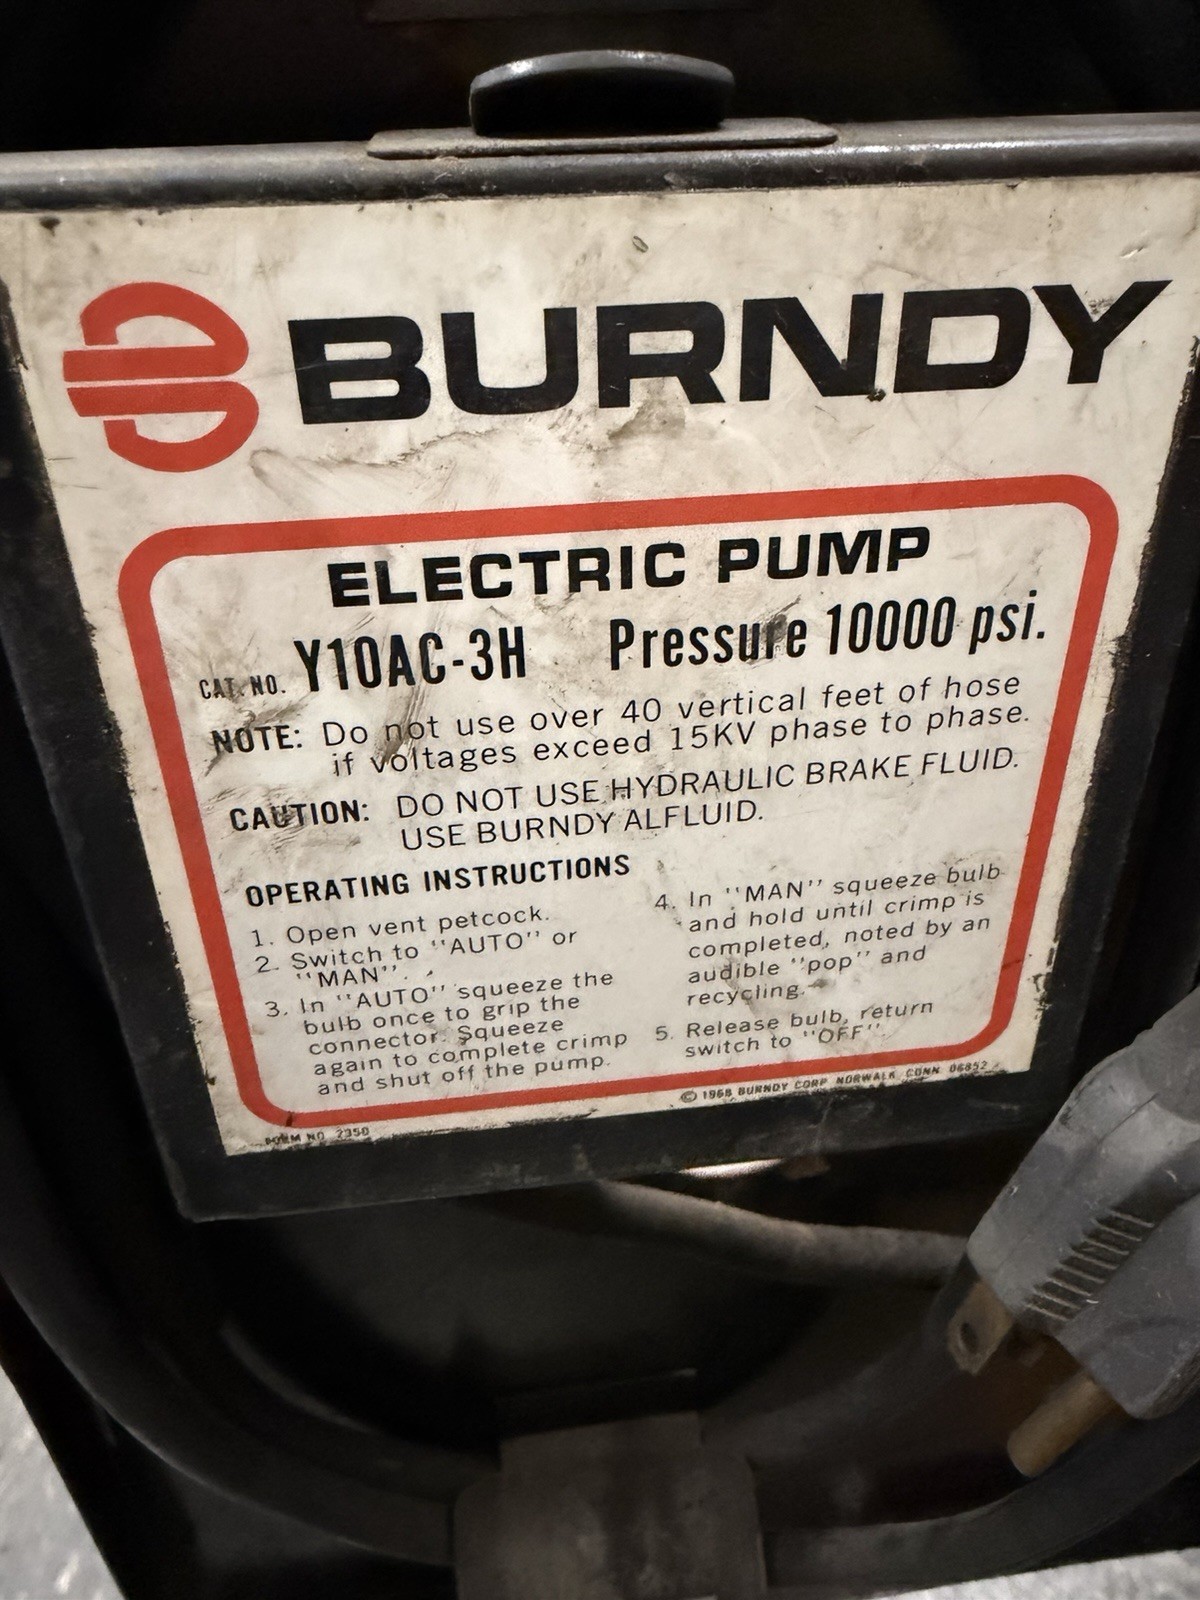 BURNDY
ELECTRIC PUMP
CAT. NO. Y10AC-3H Pressure 10000 psi.
NOTE: Do not use over 40 vertical feet of hose
if voltages exceed 15KV phase to phase.
CAUTION: DO NOT USE HYDRAULIC BRAKE FLUID.
USE BURNDY ALFLUID.
OPERATING INSTRUCTIONS
1. Open vent petcock.
2. Switch to "AUTO" or
"MAN".
3. In "AUTO" squeeze the
bulb once to grip the
connector. Squeeze
again to complete crimp
and shut off the pump.
4. In "MAN" squeeze bulb
and hold until crimp is
completed, noted by an
audible "pop" and
recycling.
5. Release bulb, return
switch to "OFF".
© 1968 BURNDY CORP NORWALK CONN 06852
FORM NO 2350